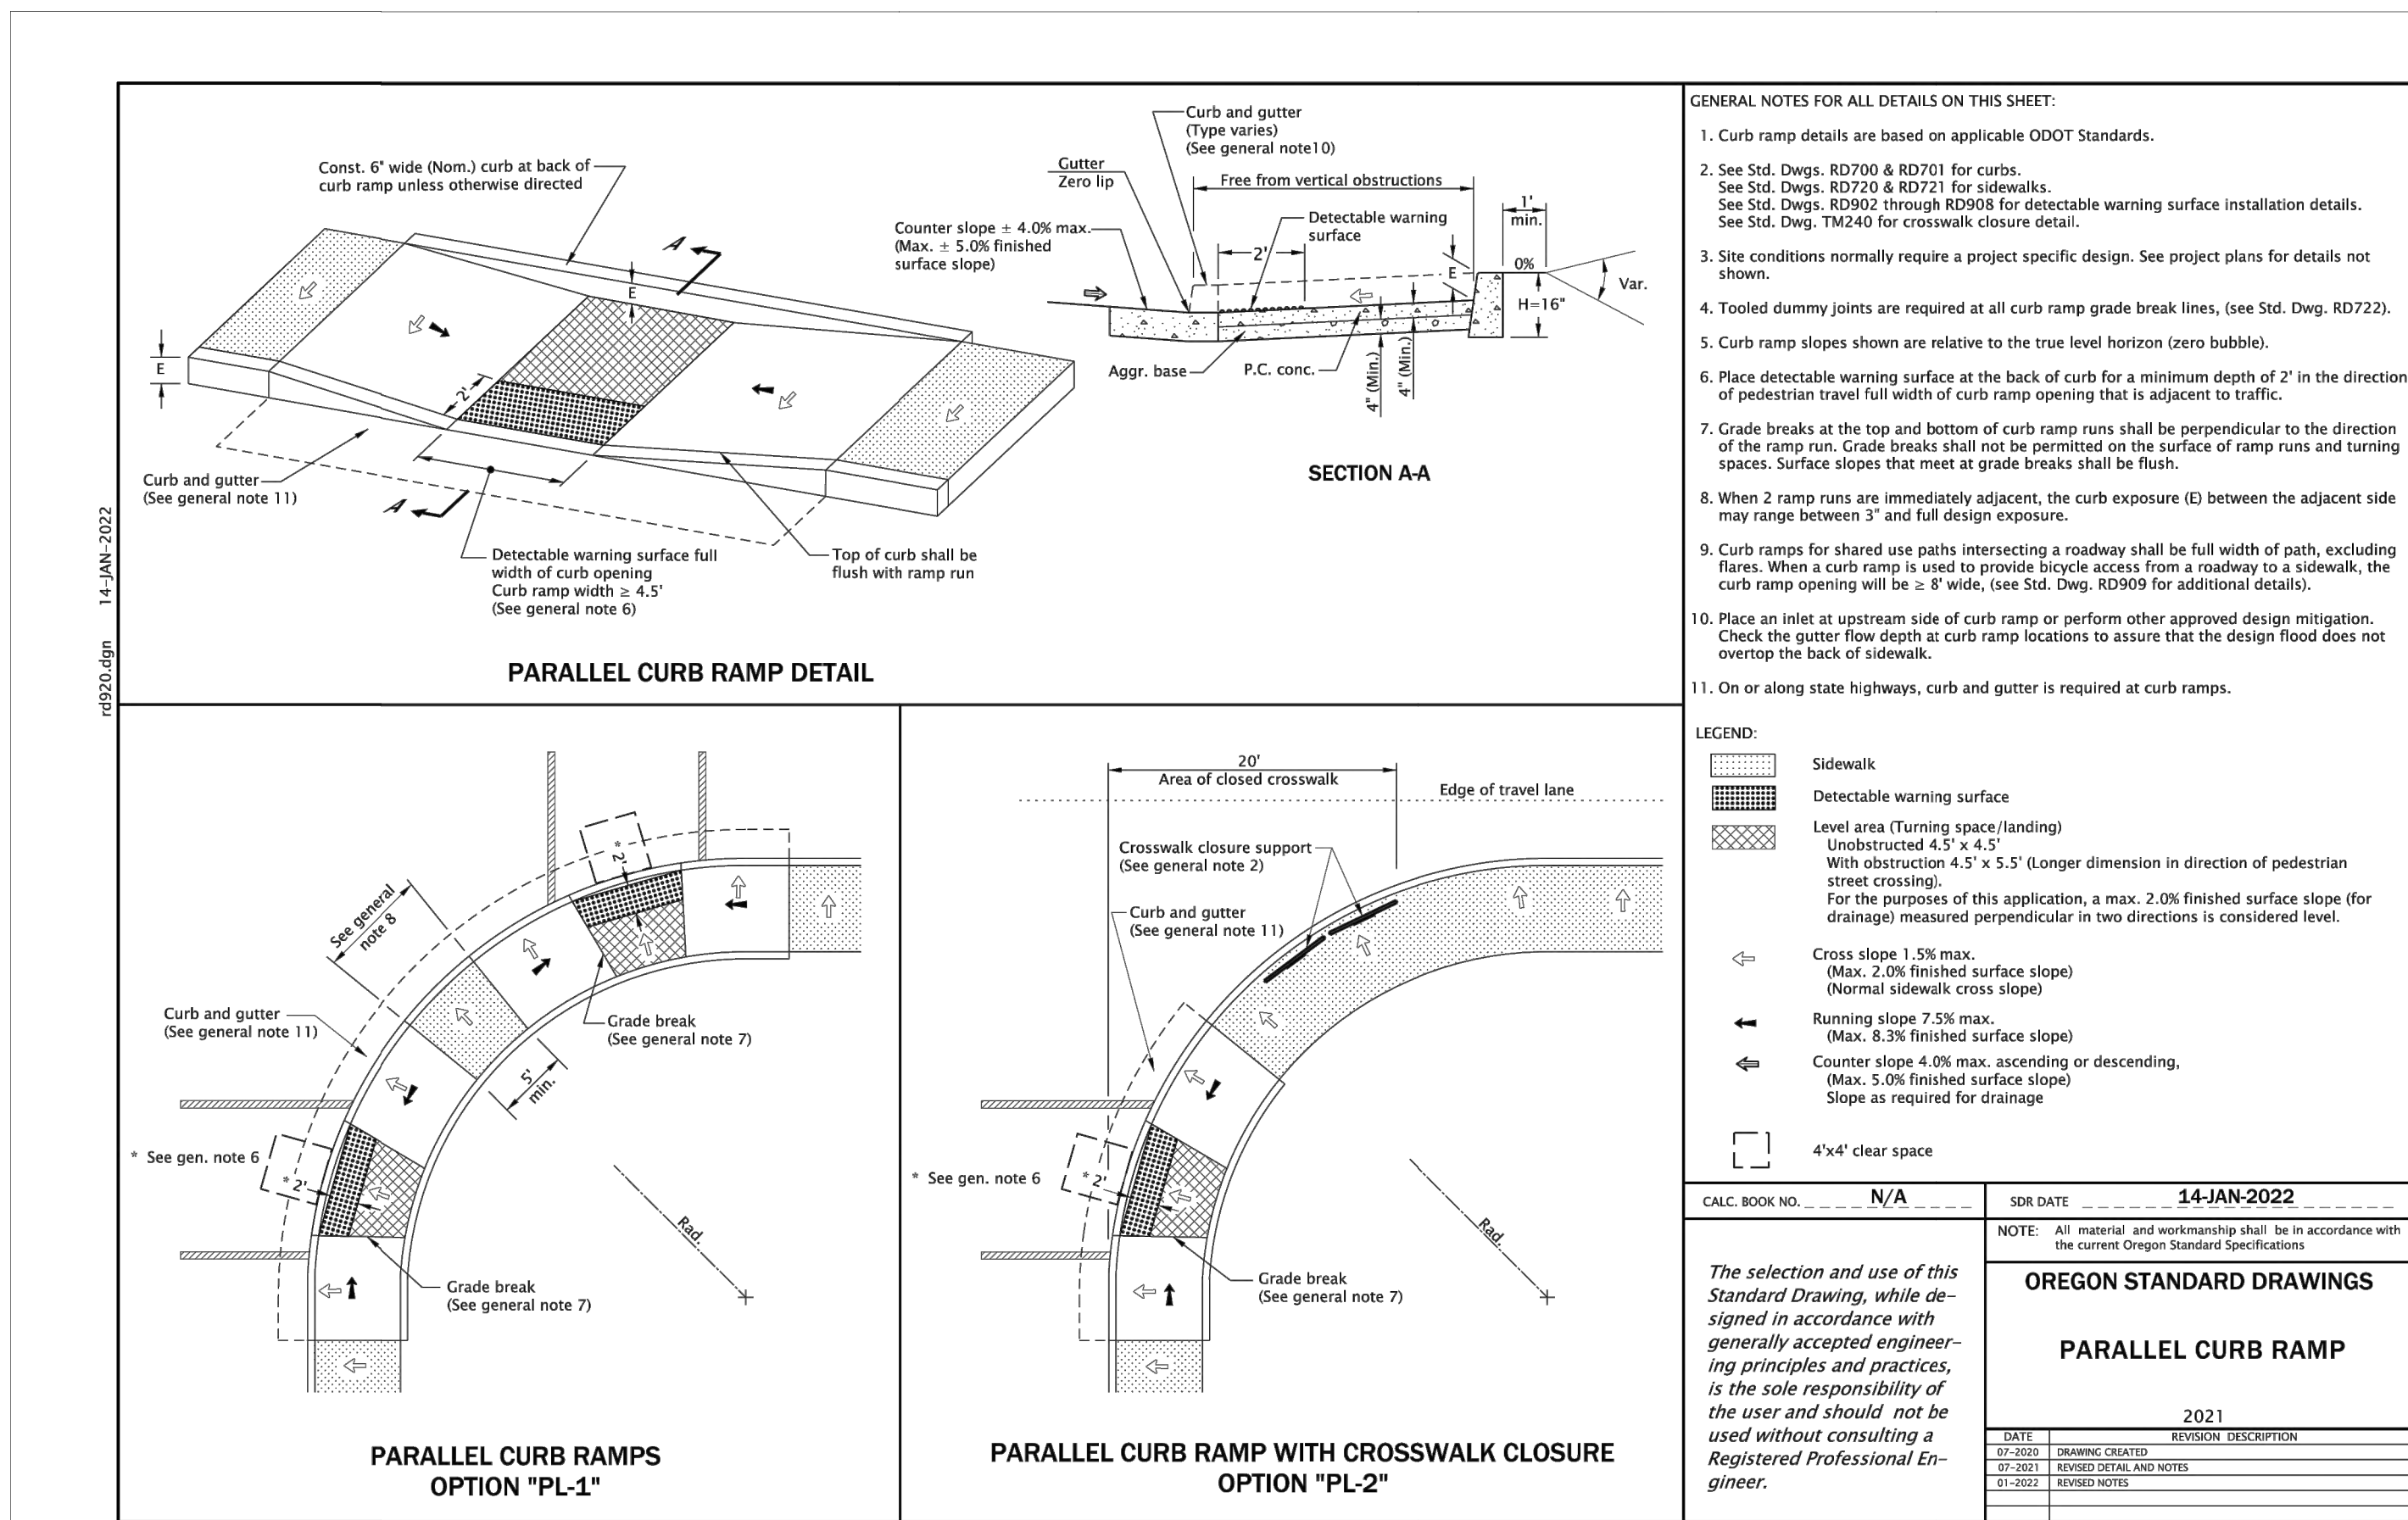 Const. 6" wide (Nom.) curb at back of
curb ramp unless otherwise directed
A
E
E
2'
Curb and gutter
(See general note 11)
A
Detectable warning surface full
width of curb opening
Curb ramp width ≥ 4.5'
(See general note 6)
Top of curb shall be
flush with ramp run
PARALLEL CURB RAMP DETAIL
Curb and gutter
(Type varies)
(See general note10)
Gutter
Zero lip
Free from vertical obstructions
Counter slope ± 4.0% max.
(Max. ± 5.0% finished
surface slope)
Detectable warning
surface
2'
1'
min.
E
0%
H=16"
Var.
Aggr. base
P.C. conc.
4" (Min.)
4" (Min.)
SECTION A-A
rd920.dgn 14-JAN-2022
See general
note 8
* 2'
Curb and gutter
(See general note 11)
Grade break
(See general note 7)
5'
min.
* See gen. note 6
* 2'
Rad.
Grade break
(See general note 7)
PARALLEL CURB RAMPS
OPTION "PL-1"
20'
Area of closed crosswalk
Edge of travel lane
Crosswalk closure support
(See general note 2)
Curb and gutter
(See general note 11)
* See gen. note 6
* 2'
Rad.
Grade break
(See general note 7)
PARALLEL CURB RAMP WITH CROSSWALK CLOSURE
OPTION "PL-2"
GENERAL NOTES FOR ALL DETAILS ON THIS SHEET:
1. Curb ramp details are based on applicable ODOT Standards.
2. See Std. Dwgs. RD700 & RD701 for curbs.
See Std. Dwgs. RD720 & RD721 for sidewalks.
See Std. Dwgs. RD902 through RD908 for detectable warning surface installation details.
See Std. Dwg. TM240 for crosswalk closure detail.
3. Site conditions normally require a project specific design. See project plans for details not
shown.
4. Tooled dummy joints are required at all curb ramp grade break lines, (see Std. Dwg. RD722).
5. Curb ramp slopes shown are relative to the true level horizon (zero bubble).
6. Place detectable warning surface at the back of curb for a minimum depth of 2' in the direction
of pedestrian travel full width of curb ramp opening that is adjacent to traffic.
7. Grade breaks at the top and bottom of curb ramp runs shall be perpendicular to the direction
of the ramp run. Grade breaks shall not be permitted on the surface of ramp runs and turning
spaces. Surface slopes that meet at grade breaks shall be flush.
8. When 2 ramp runs are immediately adjacent, the curb exposure (E) between the adjacent side
may range between 3" and full design exposure.
9. Curb ramps for shared use paths intersecting a roadway shall be full width of path, excluding
flares. When a curb ramp is used to provide bicycle access from a roadway to a sidewalk, the
curb ramp opening will be ≥ 8' wide, (see Std. Dwg. RD909 for additional details).
10. Place an inlet at upstream side of curb ramp or perform other approved design mitigation.
Check the gutter flow depth at curb ramp locations to assure that the design flood does not
overtop the back of sidewalk.
11. On or along state highways, curb and gutter is required at curb ramps.
LEGEND:
Sidewalk
Detectable warning surface
Level area (Turning space/landing)
Unobstructed 4.5' x 4.5'
With obstruction 4.5' x 5.5' (Longer dimension in direction of pedestrian
street crossing).
For the purposes of this application, a max. 2.0% finished surface slope (for
drainage) measured perpendicular in two directions is considered level.
Cross slope 1.5% max.
(Max. 2.0% finished surface slope)
(Normal sidewalk cross slope)
Running slope 7.5% max.
(Max. 8.3% finished surface slope)
Counter slope 4.0% max. ascending or descending,
(Max. 5.0% finished surface slope)
Slope as required for drainage
4'x4' clear space
CALC. BOOK NO. N/A
SDR DATE 14-JAN-2022
NOTE: All material and workmanship shall be in accordance with
the current Oregon Standard Specifications
The selection and use of this
Standard Drawing, while de-
signed in accordance with
generally accepted engineer-
ing principles and practices,
is the sole responsibility of
the user and should not be
used without consulting a
Registered Professional En-
gineer.
OREGON STANDARD DRAWINGS
PARALLEL CURB RAMP
2021
DATE REVISION DESCRIPTION
07-2020 DRAWING CREATED
07-2021 REVISED DETAIL AND NOTES
01-2022 REVISED NOTES